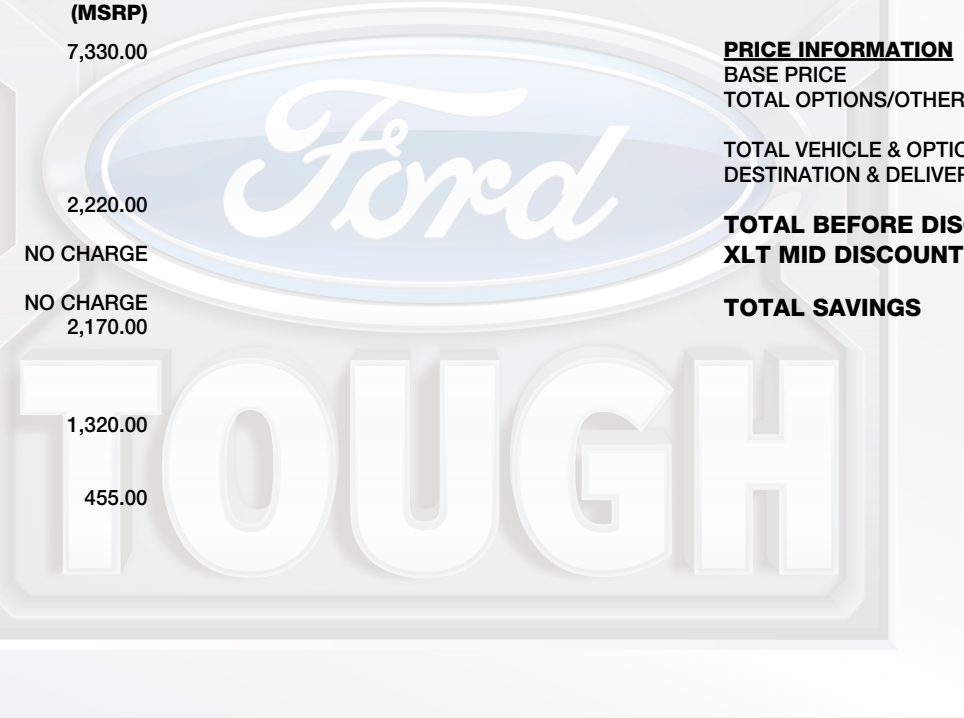 (MSRP)
7,330.00
2,220.00
NO CHARGE
NO CHARGE
2,170.00
1,320.00
455.00
Ford
TOUGH
PRICE INFORMATION
BASE PRICE
TOTAL OPTIONS/OTHER
TOTAL VEHICLE & OPTIO
DESTINATION & DELIVER
TOTAL BEFORE DIS
XLT MID DISCOUNT
TOTAL SAVINGS